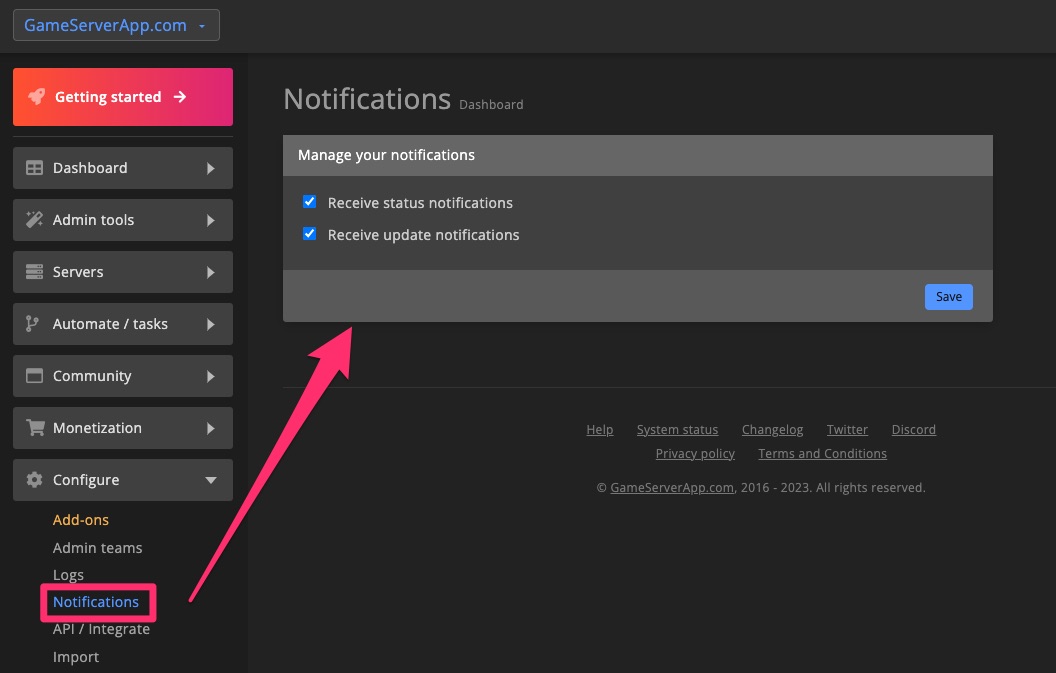 GameServerApp.com
Getting started
Dashboard
Admin tools
Servers
Automate / tasks
Community
Monetization
Configure
Add-ons
Admin teams
Logs
Notifications
API / Integrate
Import
Notifications Dashboard
Manage your notifications
Receive status notifications
Receive update notifications
Save
Help System status Changelog Twitter Discord
Privacy policy Terms and Conditions
© GameServerApp.com, 2016 - 2023. All rights reserved.